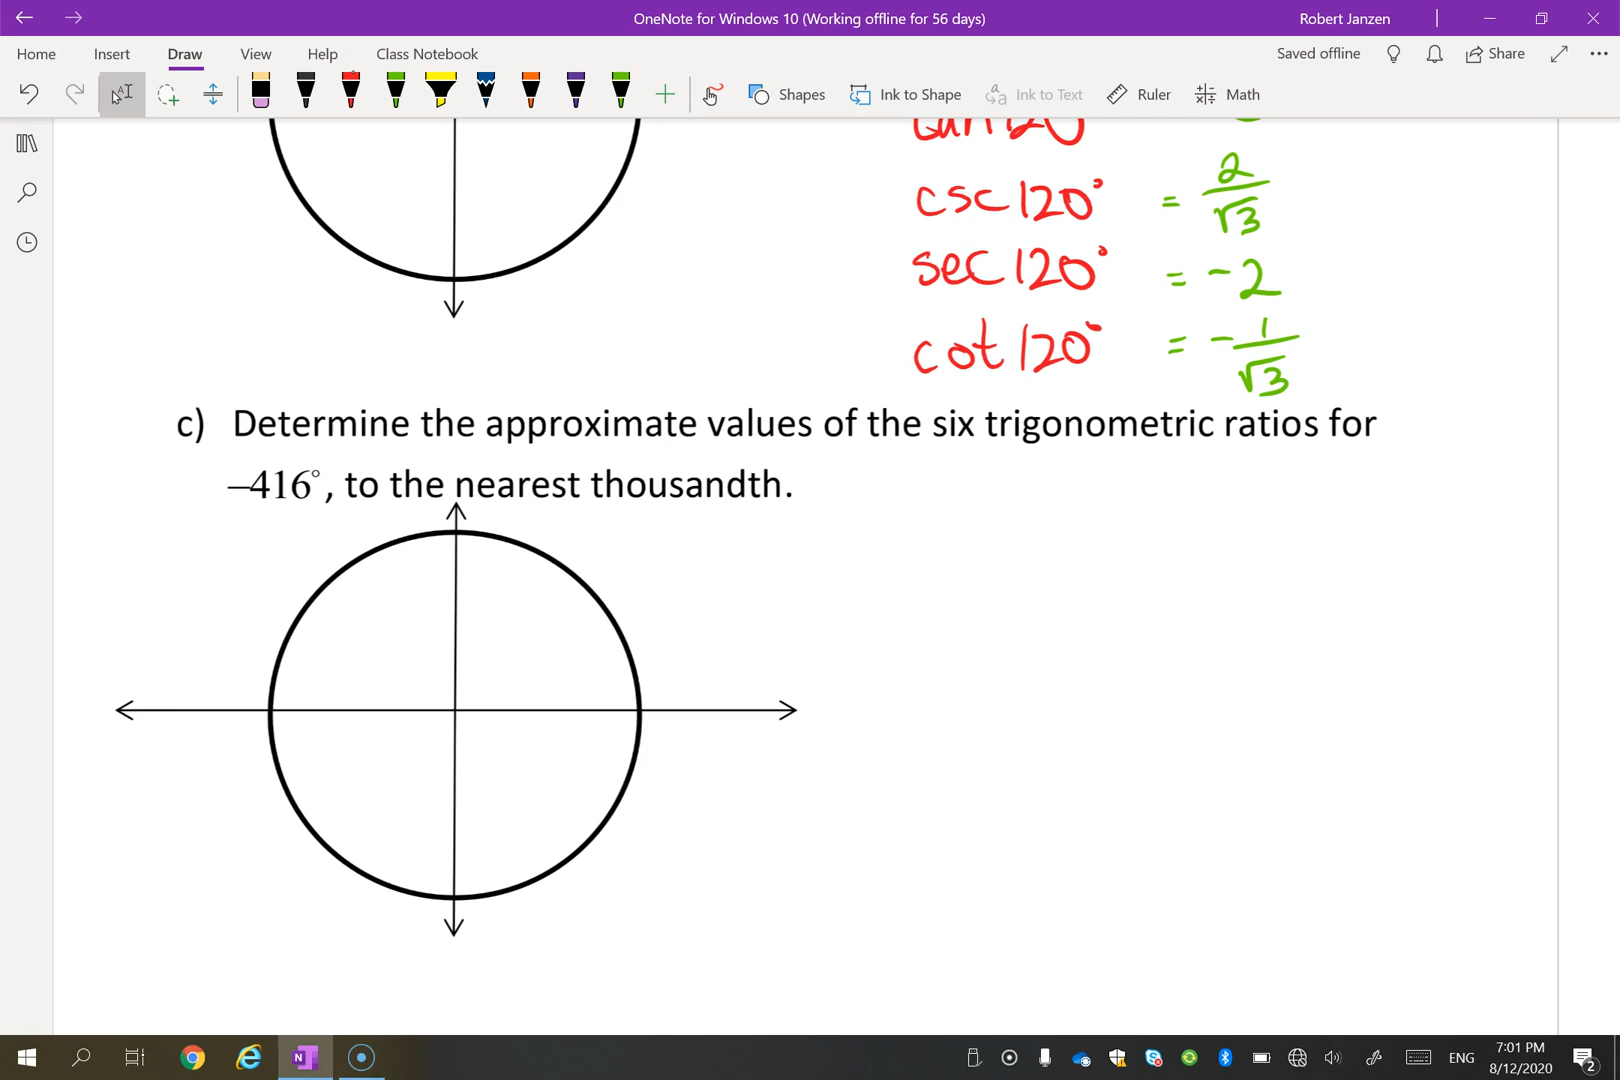 OneNote for Windows 10 (Working offline for 56 days)
Robert Janzen
Home Insert Draw View Help Class Notebook
Saved offline
Share
Shapes
Ink to Shape
Ink to Text
Ruler
Math
tan 120
csc 120° = 2/√3
sec 120° = -2
cot 120° = -1/√3
c) Determine the approximate values of the six trigonometric ratios for
–416°, to the nearest thousandth.
ENG
7:01 PM
8/12/2020
2